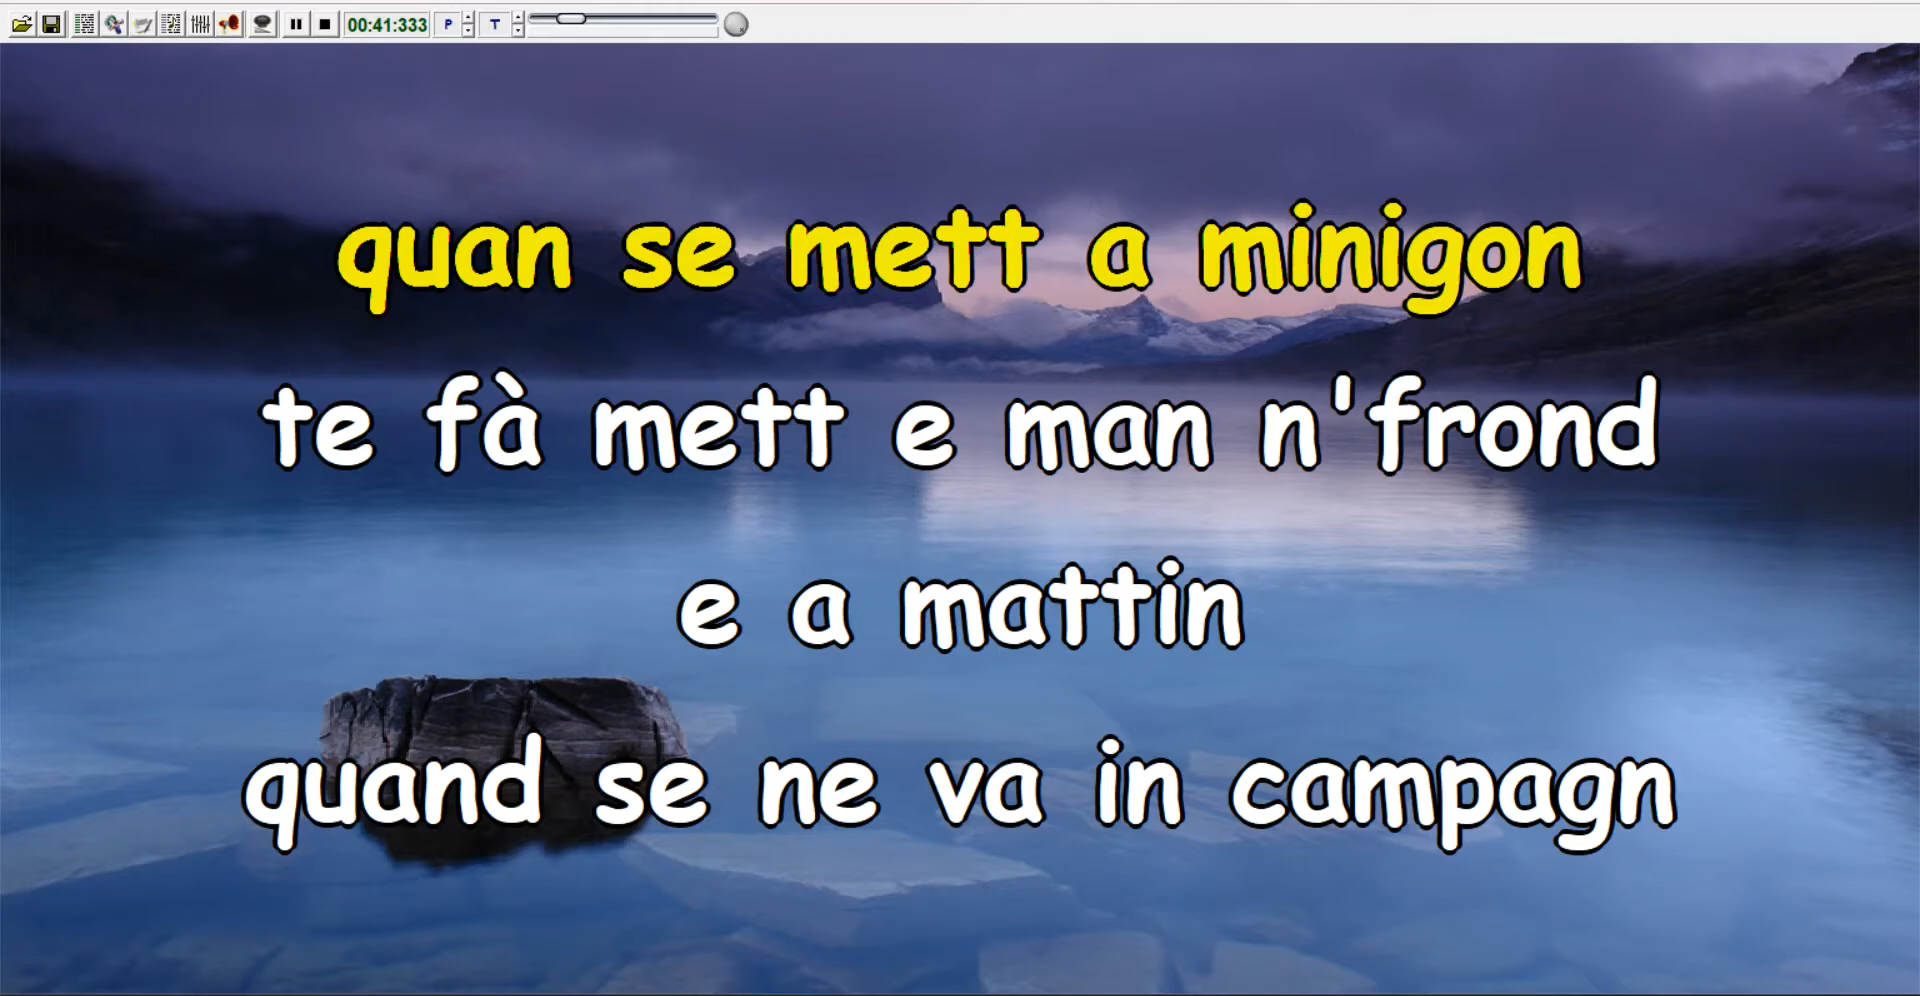 00:41:333 P T
quan se mett a minigon
te fà mett e man n'frond
e a mattin
quand se ne va in campagn